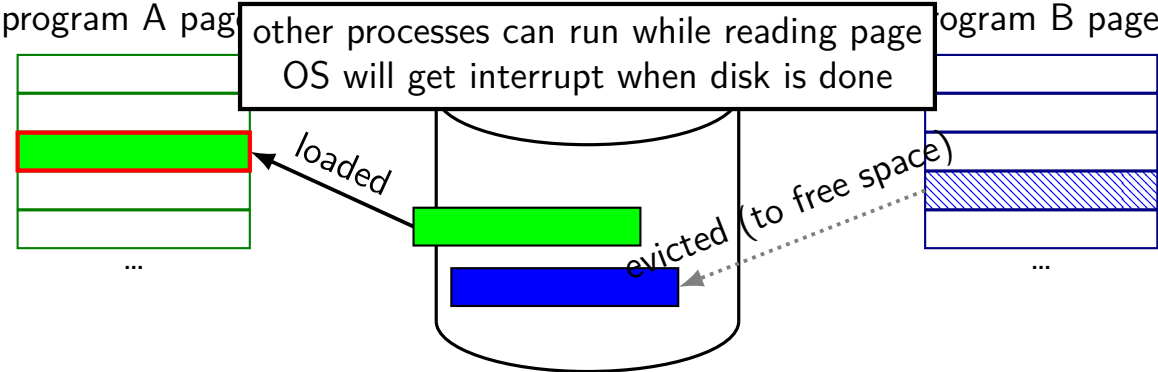 program A pag
other processes can run while reading page
OS will get interrupt when disk is done
rogram B page
loaded
evicted (to free space)
...
...